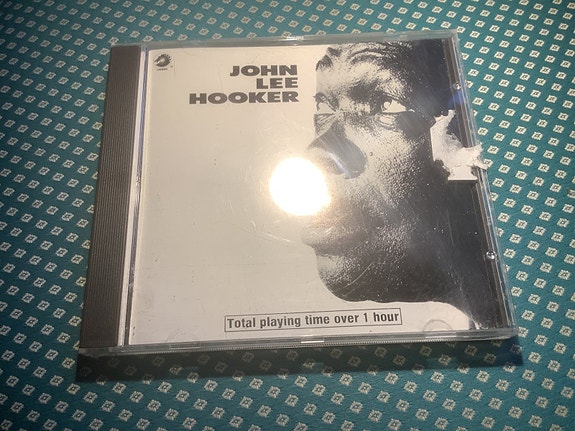 JOHN
LEE
HOOKER
Total playing time over 1 hour